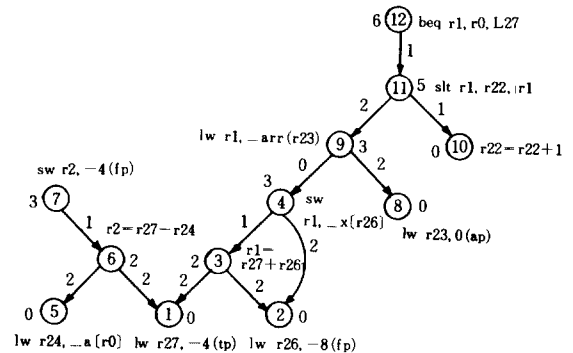 6 12 beq r1, r0, L27
1
11 5 slt r1, r22, r1
2 1
lw r1, _arr(r23) 9 3 0 10 r22=r22+1
0 2
sw r2, -4(fp) 3 4 sw 8 0
3 7 r1, _x[r26] lw r23, 0(ap)
1 r2=r27-r24 1 2
6 2 2 3 r1=
r27+r26
2 2 2 2
0 5 1 0 2 0
lw r24, _a[r0] lw r27, -4(tp) lw r26, -8(fp)